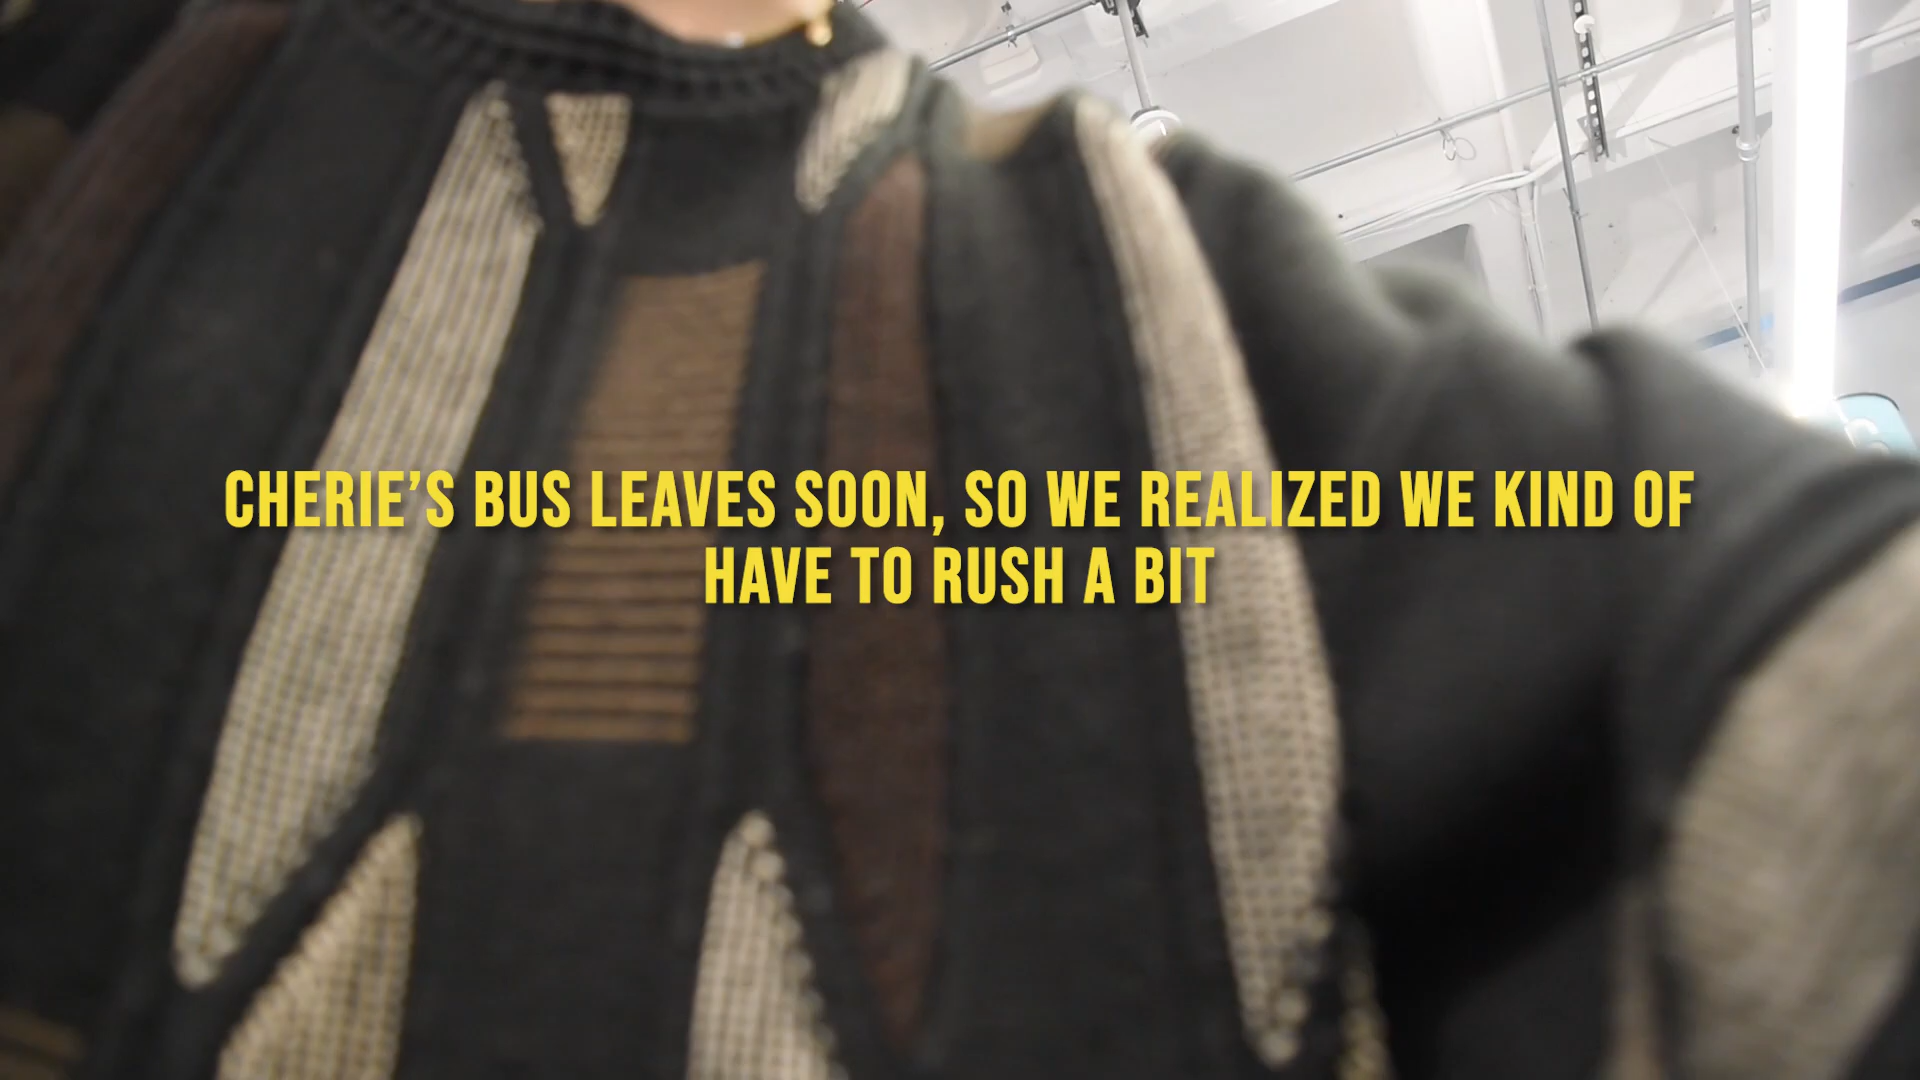 CHERIE’S BUS LEAVES SOON, SO WE REALIZED WE KIND OF
HAVE TO RUSH A BIT